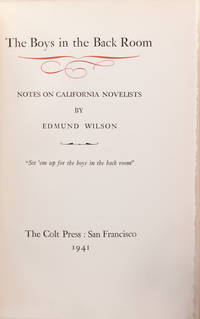 The Boys in the Back Room
NOTES ON CALIFORNIA NOVELISTS
BY
EDMUND WILSON
"Set 'em up for the boys in the back room"
The Colt Press : San Francisco
1941